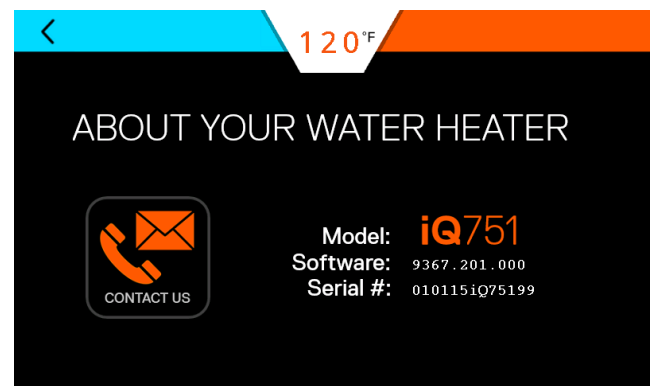 120°F
ABOUT YOUR WATER HEATER
CONTACT US
Model: iQ751
Software: 9367.201.000
Serial #: 010115iQ75199